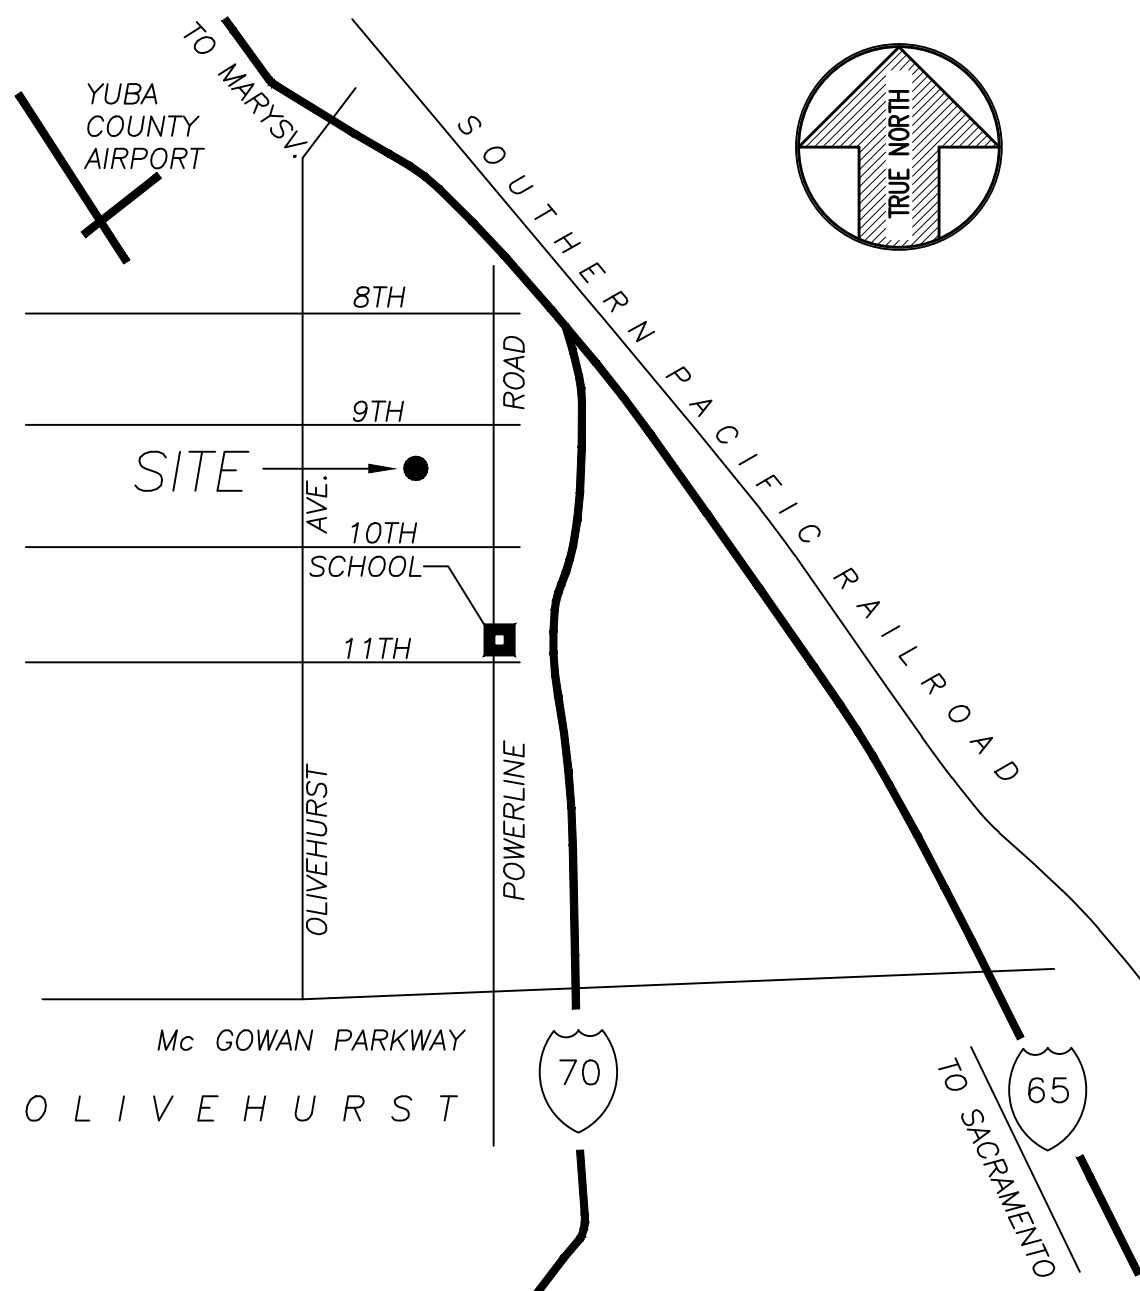 TO MARYSV.
YUBA
COUNTY
AIRPORT
TRUE NORTH
SOUTHERN PACIFIC RAILROAD
8TH
ROAD
9TH
SITE
AVE.
10TH
SCHOOL
11TH
OLIVEHURST
POWERLINE
Mc GOWAN PARKWAY
70
65
OLIVEHURST
TO SACRAMENTO